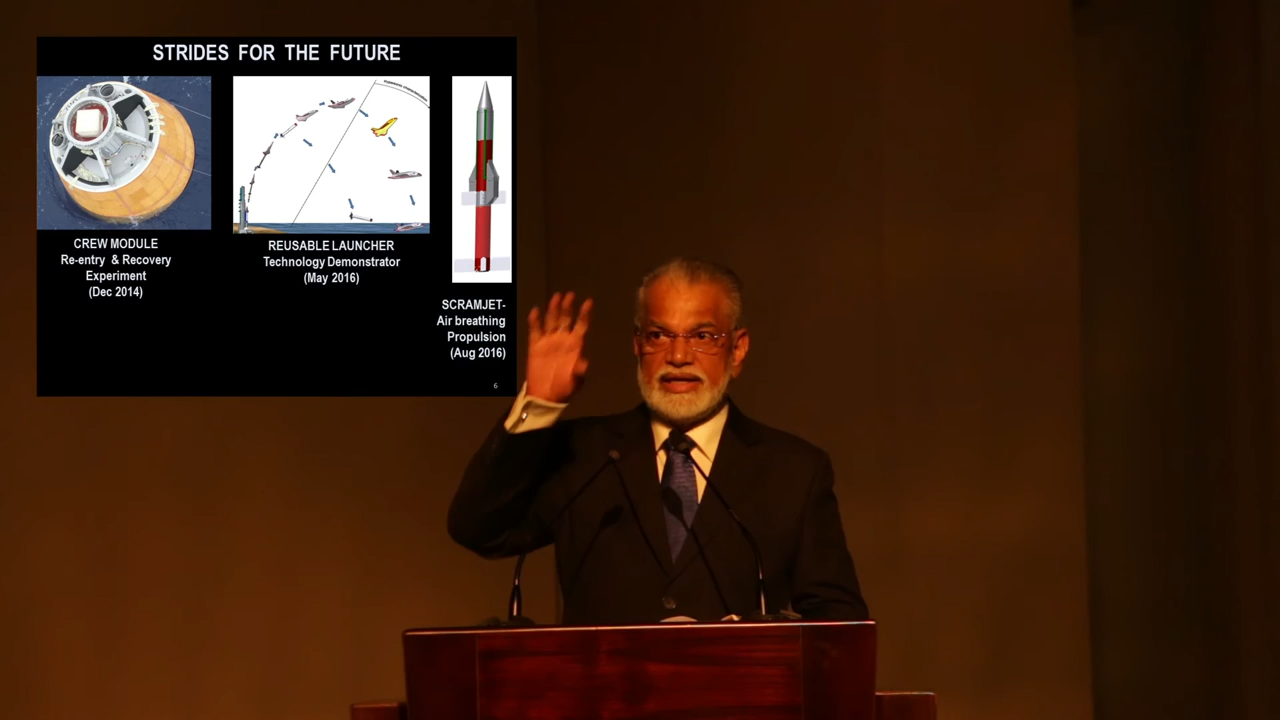 STRIDES FOR THE FUTURE
CREW MODULE
Re-entry & Recovery
Experiment
(Dec 2014)
REUSABLE LAUNCHER
Technology Demonstrator
(May 2016)
SCRAMJET-
Air breathing
Propulsion
(Aug 2016)
6